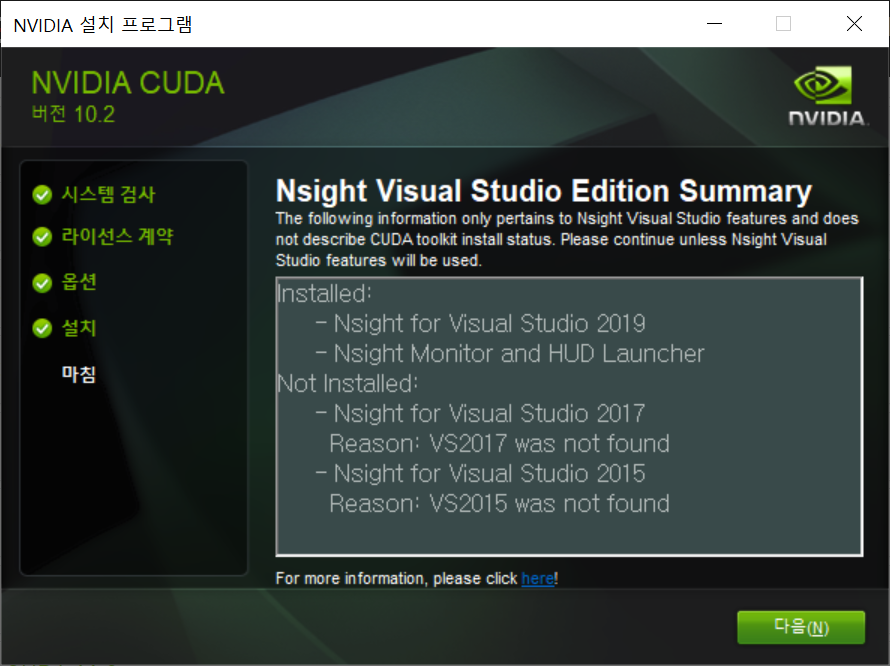 NVIDIA 설치 프로그램
NVIDIA CUDA
버전 10.2
NVIDIA.
시스템 검사
라이선스 계약
옵션
설치
마침
Nsight Visual Studio Edition Summary
The following information only pertains to Nsight Visual Studio features and does
not describe CUDA toolkit install status. Please continue unless Nsight Visual
Studio features will be used.
Installed:
- Nsight for Visual Studio 2019
- Nsight Monitor and HUD Launcher
Not Installed:
- Nsight for Visual Studio 2017
Reason: VS2017 was not found
- Nsight for Visual Studio 2015
Reason: VS2015 was not found
For more information, please click here!
다음(N)